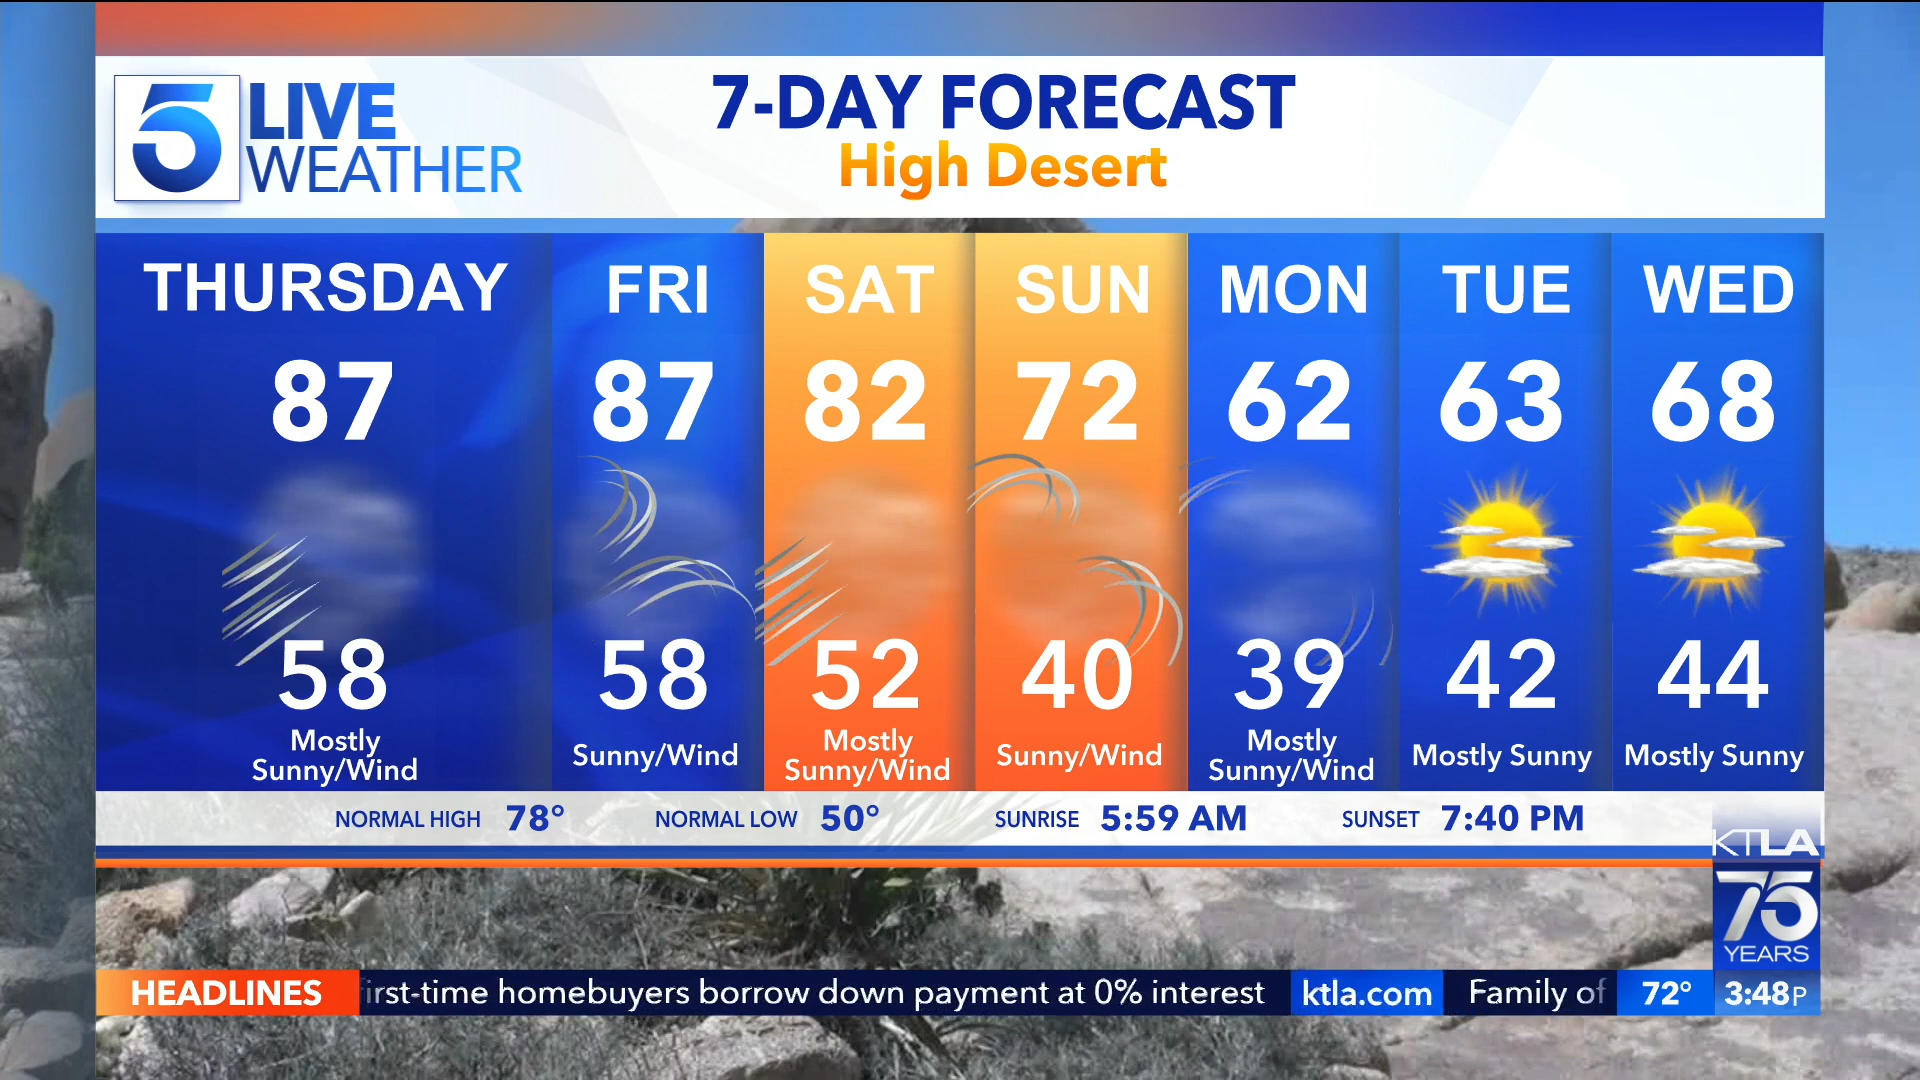 5 LIVE
WEATHER
7-DAY FORECAST
High Desert
THURSDAY
87
58
Mostly
Sunny/Wind
FRI
87
58
Sunny/Wind
SAT
82
52
Mostly
Sunny/Wind
SUN
72
40
Sunny/Wind
MON
62
39
Mostly
Sunny/Wind
TUE
63
42
Mostly Sunny
WED
68
44
Mostly Sunny
NORMAL HIGH 78° NORMAL LOW 50° SUNRISE 5:59 AM SUNSET 7:40 PM
KTLA
75
YEARS
HEADLINES irst-time homebuyers borrow down payment at 0% interest ktla.com Family of 72° 3:48P